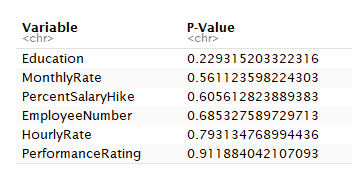 Variable P-Value
<chr> <chr>
Education 0.229315203322316
MonthlyRate 0.561123598224303
PercentSalaryHike 0.605612823889383
EmployeeNumber 0.685327589729713
HourlyRate 0.793134768994436
PerformanceRating 0.911884042107093